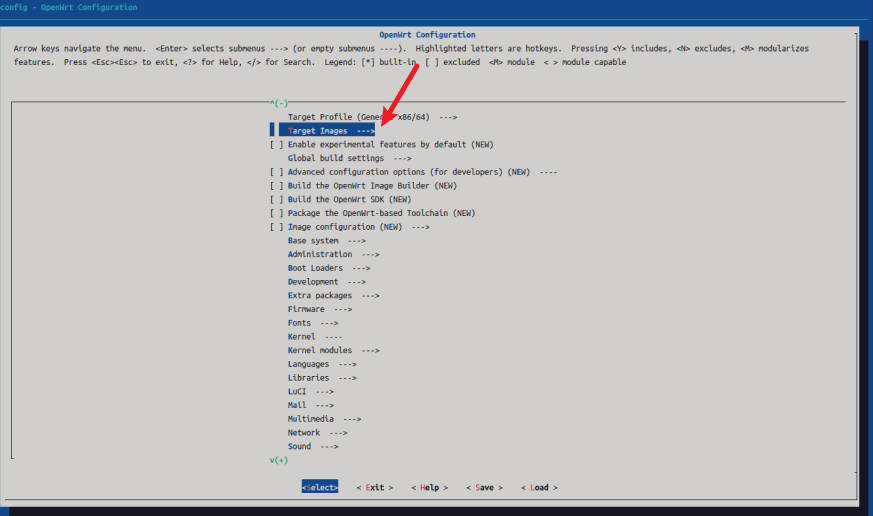 config - OpenWrt Configuration
OpenWrt Configuration
Arrow keys navigate the menu. <Enter> selects submenus ---> (or empty submenus ----). Highlighted letters are hotkeys. Pressing <Y> includes, <N> excludes, <M> modularizes
features. Press <Esc><Esc> to exit, <?> for Help, </> for Search. Legend: [*] built-in [ ] excluded <M> module < > module capable
^(-)
Target Profile (Generic x86/64) --->
Target Images --->
[ ] Enable experimental features by default (NEW)
Global build settings --->
[ ] Advanced configuration options (for developers) (NEW) ----
[ ] Build the OpenWrt Image Builder (NEW)
[ ] Build the OpenWrt SDK (NEW)
[ ] Package the OpenWrt-based Toolchain (NEW)
[ ] Image configuration (NEW) --->
Base system --->
Administration --->
Boot Loaders --->
Development --->
Extra packages --->
Firmware --->
Fonts --->
Kernel ----
Kernel modules --->
Languages --->
Libraries --->
LuCI --->
Mail --->
Multimedia --->
Network --->
Sound --->
v(+)
<Select> < Exit > < Help > < Save > < Load >